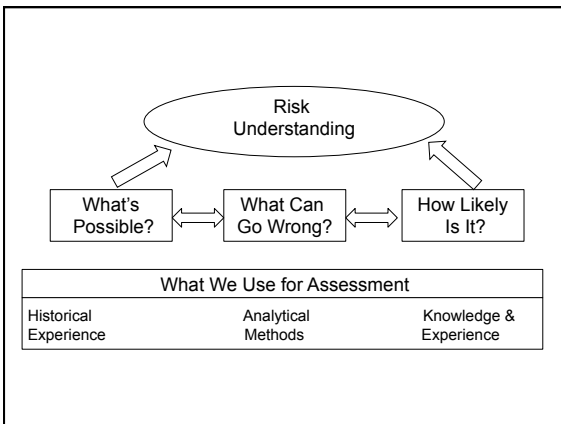 Risk
Understanding
What's
Possible?
What Can
Go Wrong?
How Likely
Is It?
What We Use for Assessment
Historical
Experience
Analytical
Methods
Knowledge &
Experience